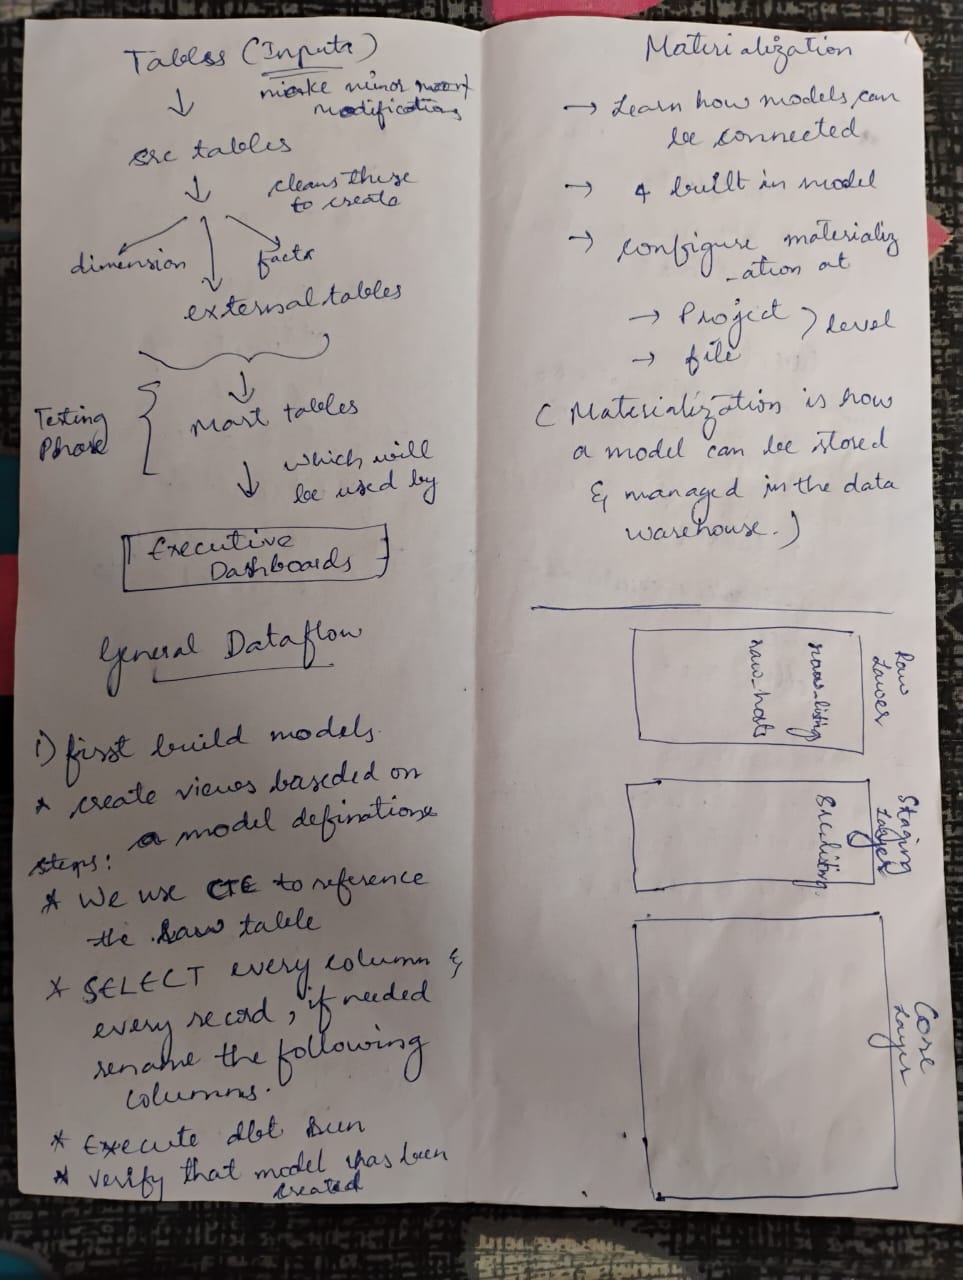 Tables (Inputs)
make minor
modifications
src tables
cleans these
to create
dimension
facts
external tables
Testing
Phase
Mart tables
which will
be used by
Executive
Dashboards
General Dataflow
i) first build models.
* create views baseded on
a model definations
steps:
* We use CTE to reference
the raw table
* SELECT every column &
every record, if needed
rename the following
columns.
* Execute dbt run
* verify that model has been
created
Materialization
→ Learn how models can
be connected
→ 4 built in model
→ configure materializ
-ation at
→ Project
→ file
} level
( Materialization is how
a model can be stored
& managed in the data
warehouse. )
Raw
Layer
raw_listing
raw_hosts
Staging
Layer
src_listing.
Core
Layer